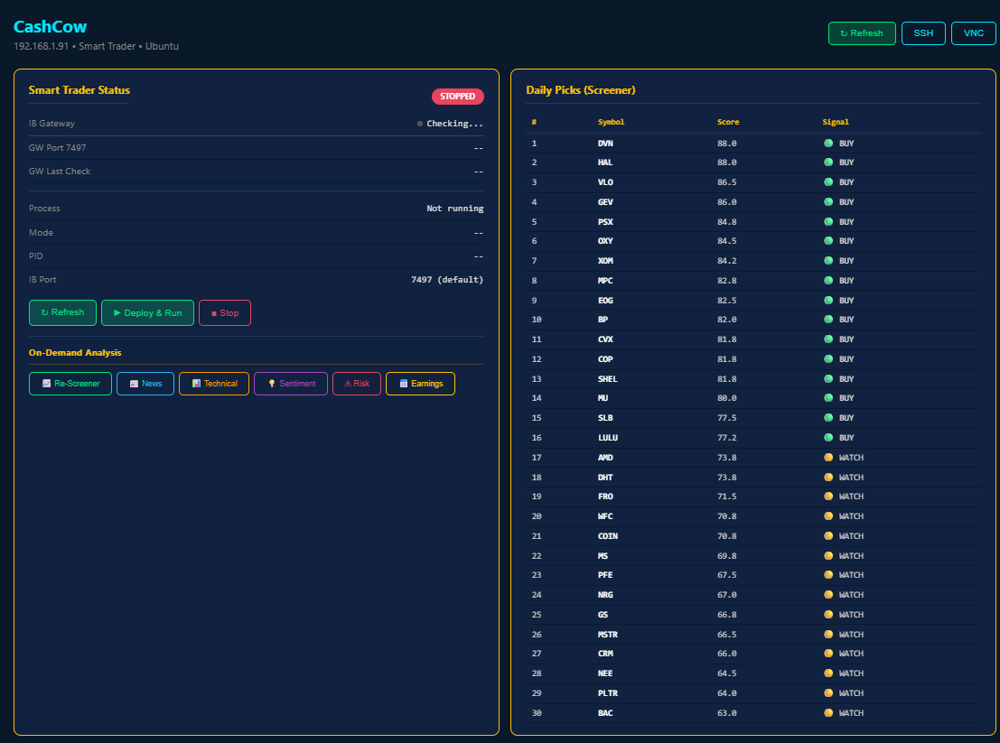 CashCow
192.168.1.91 • Smart Trader • Ubuntu
↻ Refresh SSH VNC
Smart Trader Status
STOPPED
IB Gateway Checking...
GW Port 7497 --
GW Last Check --
Process Not running
Mode --
PID --
IB Port 7497 (default)
↻ Refresh ▶ Deploy & Run ■ Stop
On-Demand Analysis
📈 Re-Screener 📰 News 📊 Technical 💡 Sentiment ⚠ Risk 📅 Earnings
Daily Picks (Screener)
# Symbol Score Signal
1 DVN 88.0 BUY
2 HAL 88.0 BUY
3 VLO 86.5 BUY
4 GEV 86.0 BUY
5 PSX 84.8 BUY
6 OXY 84.5 BUY
7 XOM 84.2 BUY
8 MPC 82.8 BUY
9 EOG 82.5 BUY
10 BP 82.0 BUY
11 CVX 81.8 BUY
12 COP 81.8 BUY
13 SHEL 81.8 BUY
14 MU 80.0 BUY
15 SLB 77.5 BUY
16 LULU 77.2 BUY
17 AMD 73.8 WATCH
18 DHT 73.8 WATCH
19 FRO 71.5 WATCH
20 WFC 70.8 WATCH
21 COIN 70.8 WATCH
22 MS 69.8 WATCH
23 PFE 67.5 WATCH
24 NRG 67.0 WATCH
25 GS 66.8 WATCH
26 MSTR 66.5 WATCH
27 CRM 66.0 WATCH
28 NEE 64.5 WATCH
29 PLTR 64.0 WATCH
30 BAC 63.0 WATCH